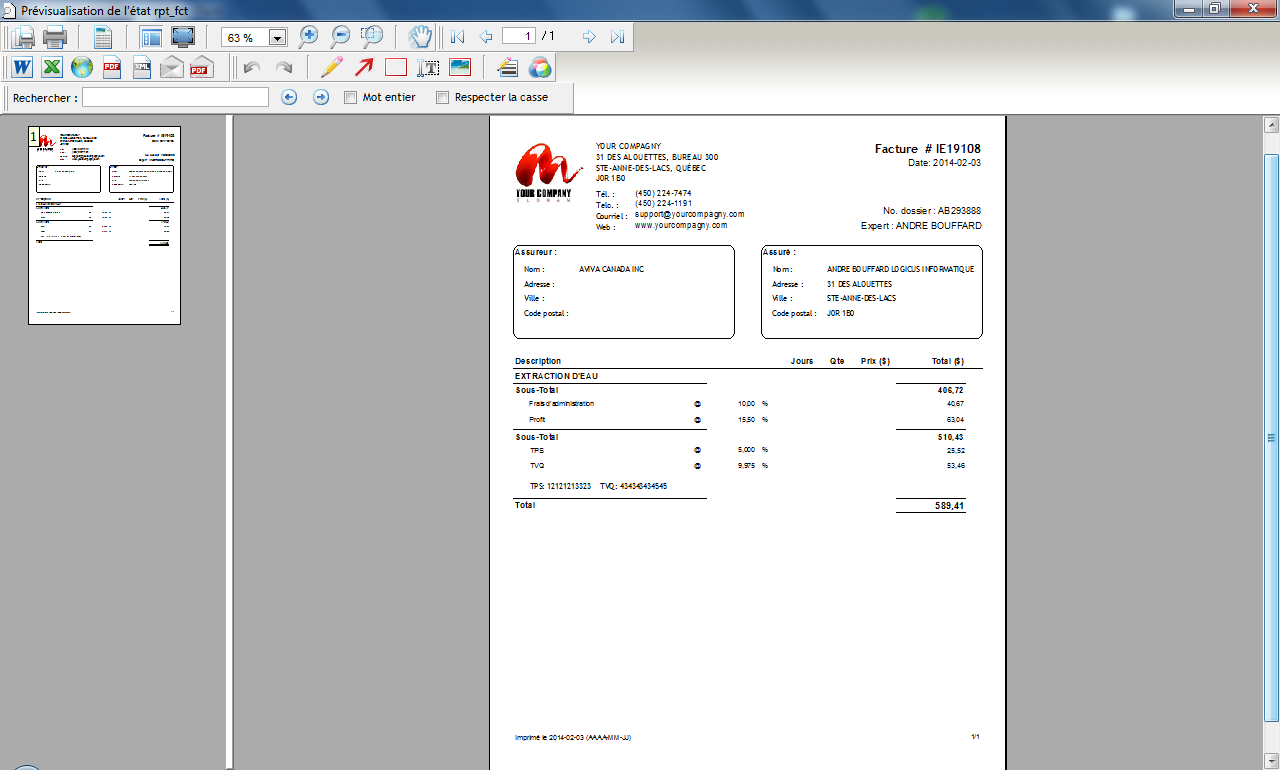 Prévisualisation de l'état rpt_fct
63 %
1 / 1
PDF XML PDF
Rechercher : Mot entier Respecter la casse
1
YOUR COMPANY
YOUR COMPAGNY
31 DES ALOUETTES, BUREAU 300
STE-ANNE-DES-LACS, QUÉBEC
J0R 1B0
Tél. : (450) 224-7474
Telc. : (450) 224-1191
Courriel : support@yourcompagny.com
Web : www.yourcompagny.com
Facture # IE19108
Date: 2014-02-03
No. dossier : AB293888
Expert : ANDRE BOUFFARD
Assureur :
Nom : AVIVA CANADA INC
Adresse :
Ville :
Code postal :
Assuré :
Nom : ANDRE BOUFFARD LOGICUS INFORMATIQUE
Adresse : 31 DES ALOUETTES
Ville : STE-ANNE-DES-LACS
Code postal : J0R 1B0
Description Jours Qte Prix ($) Total ($)
EXTRACTION D'EAU
Sous-Total 406,72
Frais d'administration @ 10,00 % 40,67
Profit @ 15,50 % 63,04
Sous-Total 510,43
TPS @ 5,000 % 25,52
TVQ @ 9,975 % 53,46
TPS: 12121213323 TVQ: 434343434545
Total 589,41
Imprimé le 2014-02-03 (AAAA-MM-JJ) 1/1